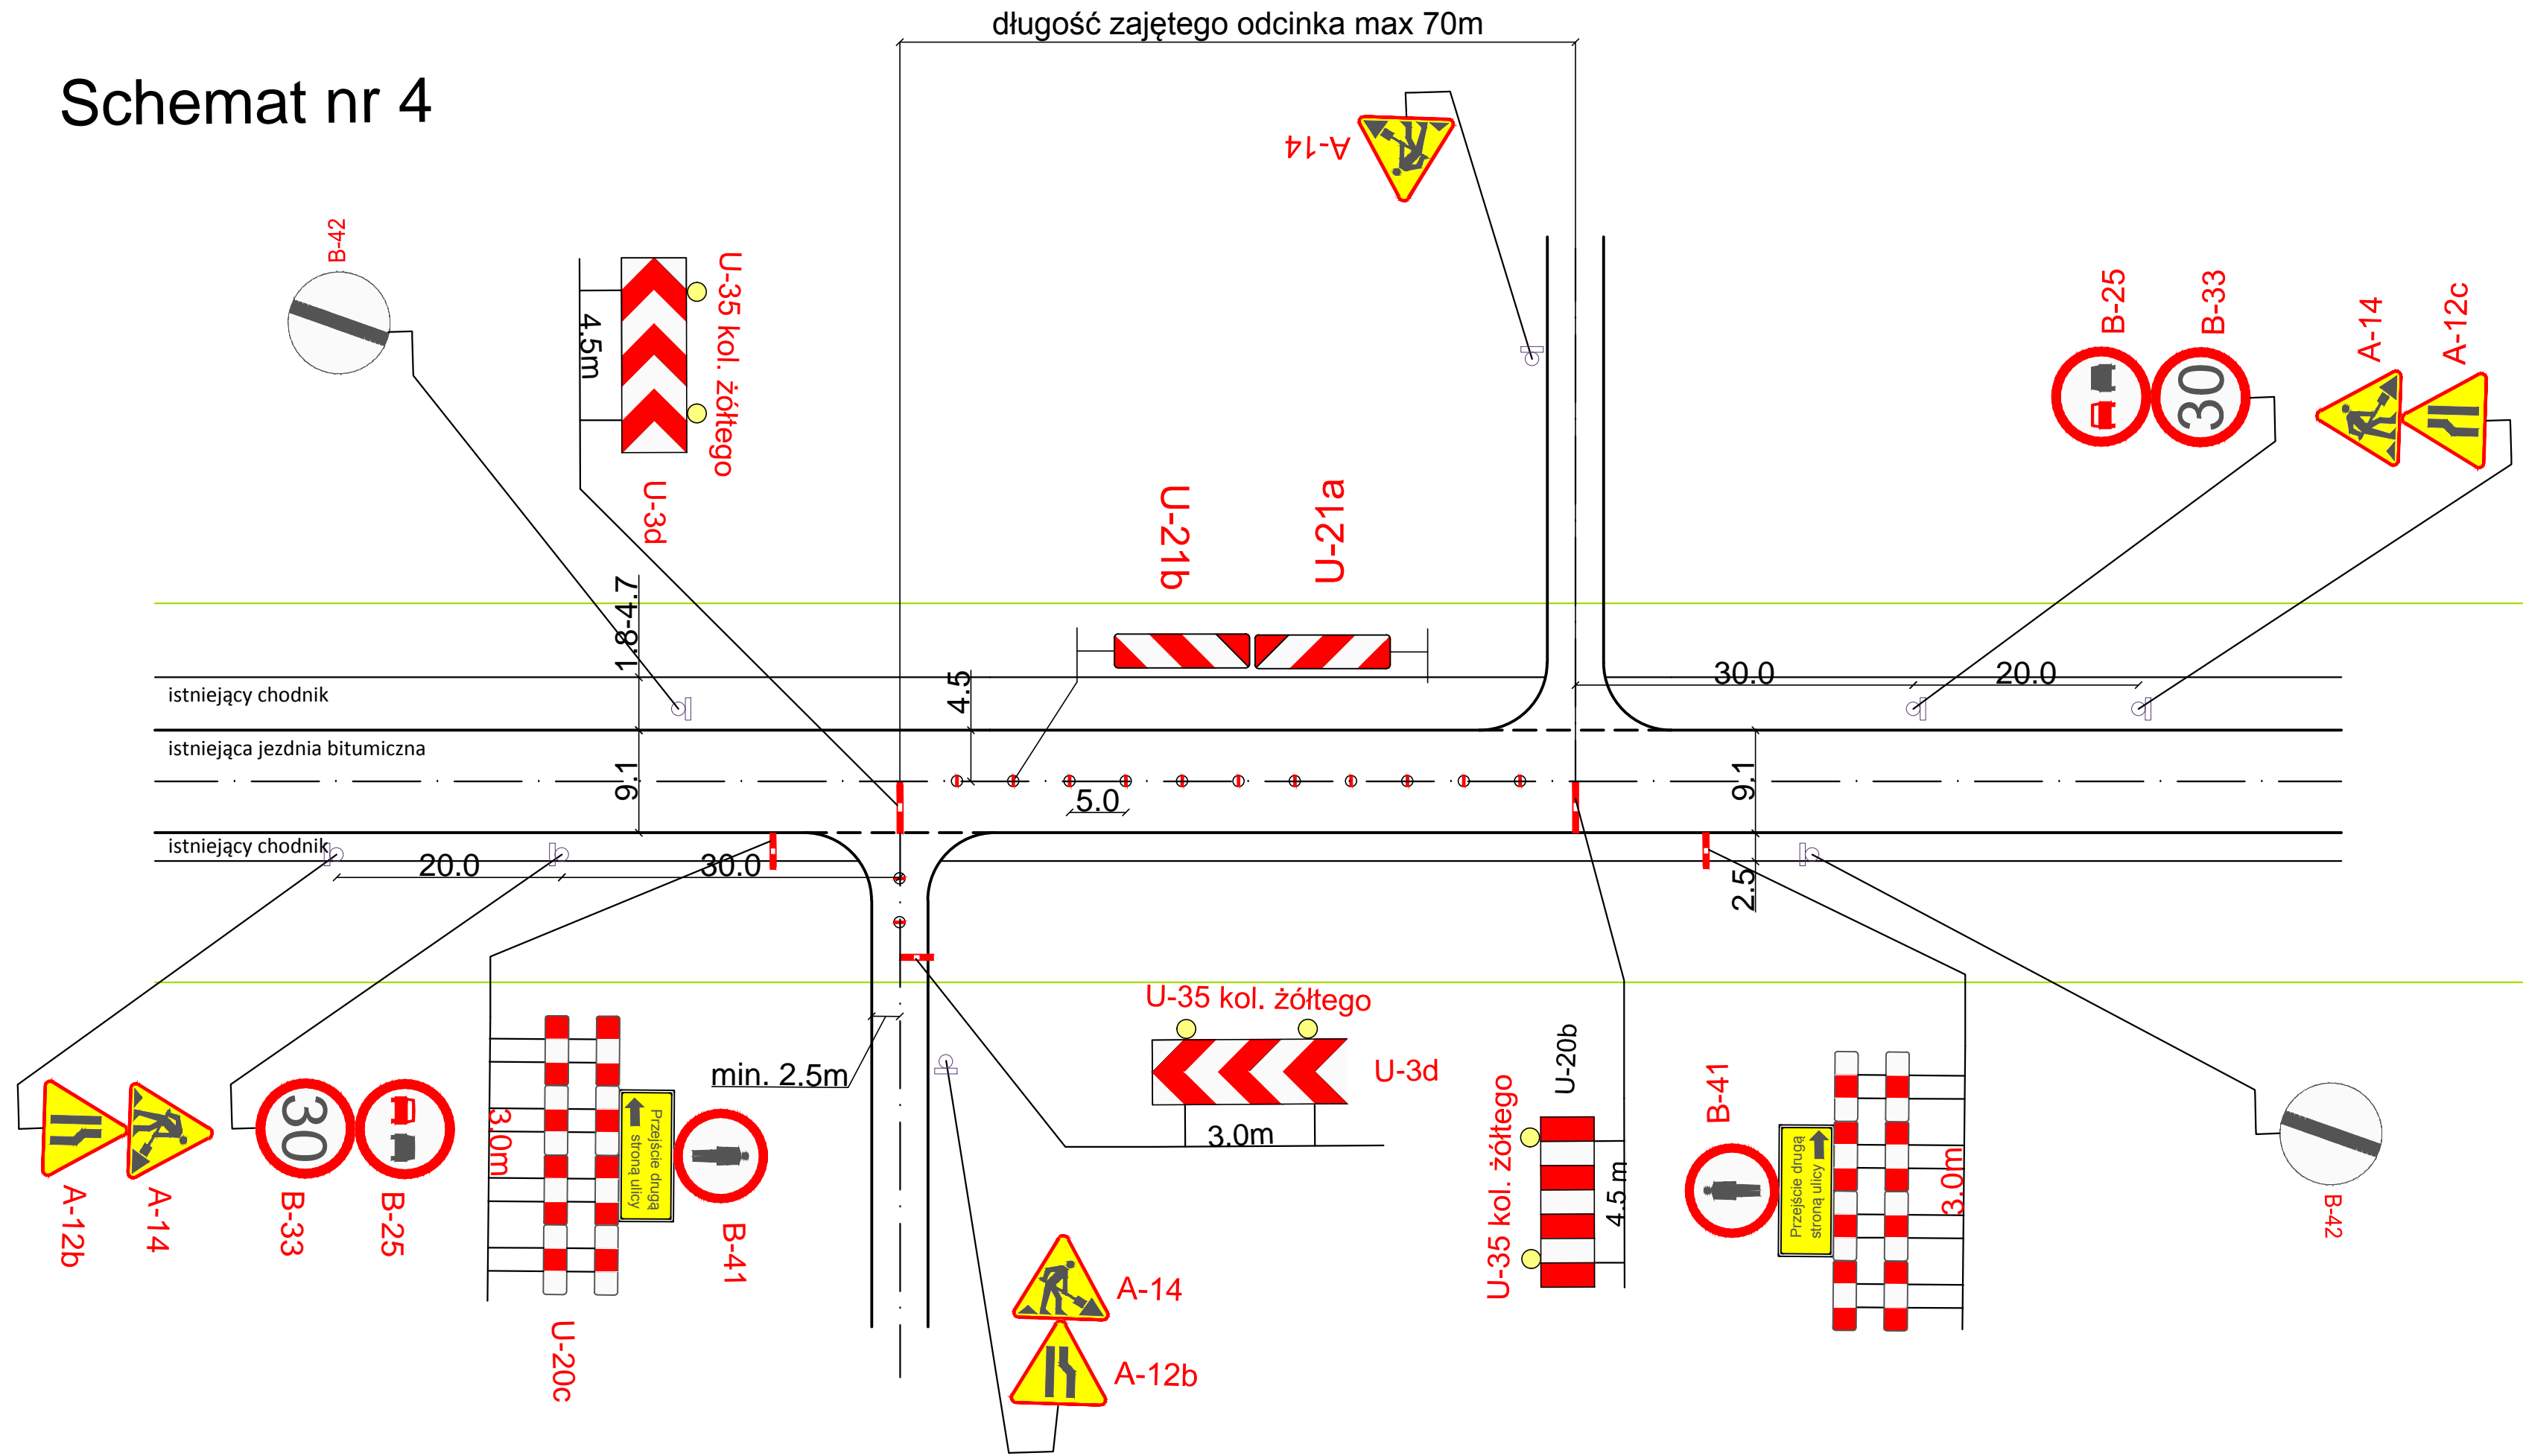 długość zajętego odcinka max 70m
Schemat nr 4
A-14
B-42
4.5m
U-35 kol. żółtego
U-3d
U-21b
U-21a
B-25
B-33
30
A-14
A-12c
1.8-4.7
istniejący chodnik
4.5
30.0
20.0
istniejąca jezdnia bitumiczna
9.1
5.0
9.1
istniejący chodnik
20.0
30.0
2.5
min. 2.5m
U-35 kol. żółtego
U-3d
3.0m
U-20b
U-35 kol. żółtego
4.5 m
B-41
Przejście drugą
stroną ulicy
3.0m
30
A-12b
A-14
B-33
B-25
3.0m
Przejście drugą
stroną ulicy
B-41
U-20c
A-14
A-12b
B-42